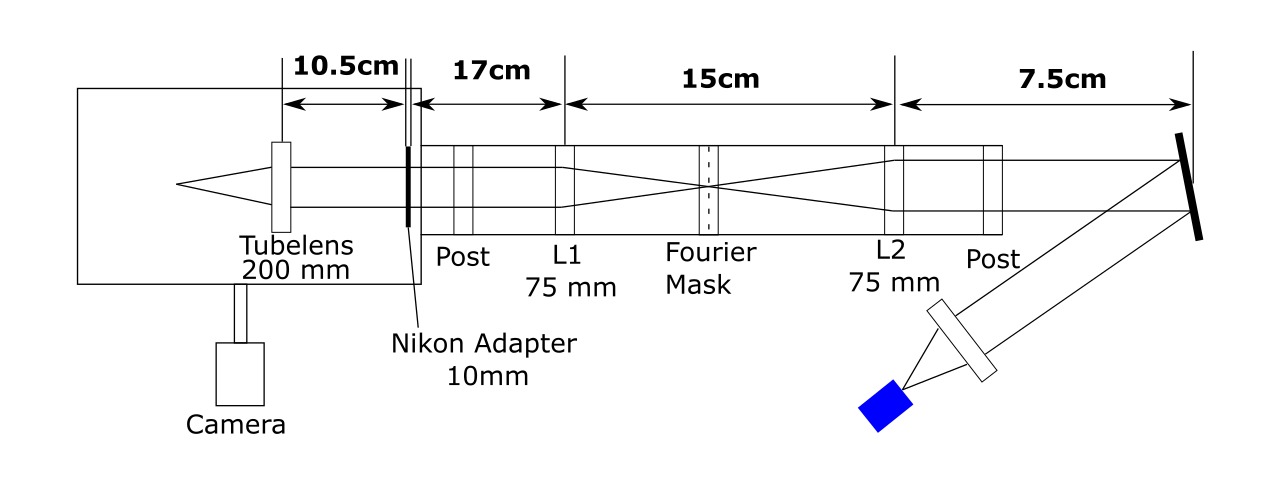 10.5cm
17cm
15cm
7.5cm
Tubelens
200 mm
Post
L1
75 mm
Fourier
Mask
L2
75 mm
Post
Nikon Adapter
10mm
Camera